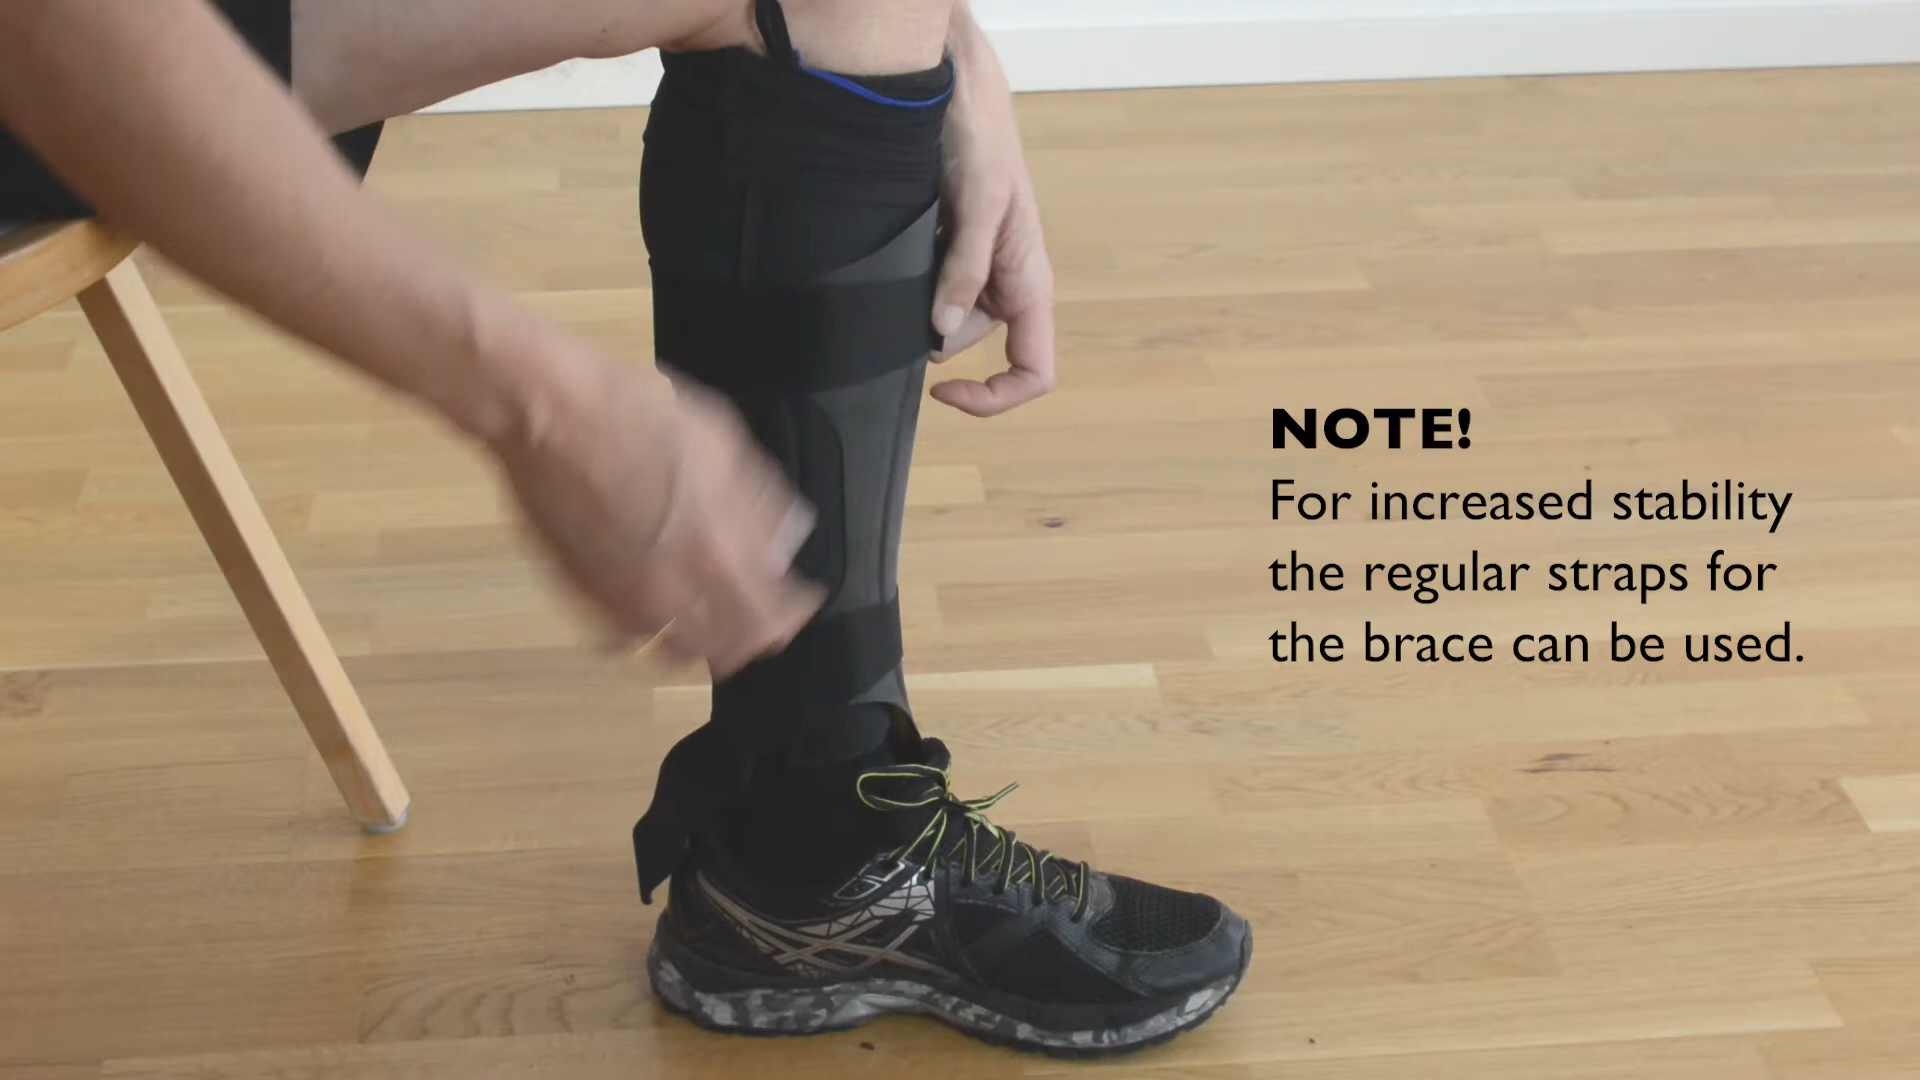 NOTE!
For increased stability
the regular straps for
the brace can be used.